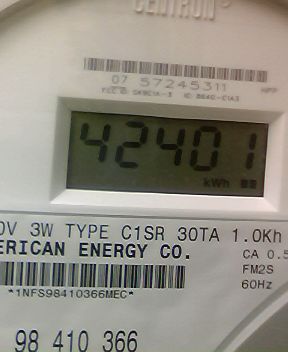 CENTRON®
07 57245311
42401
kWh
0V 3W TYPE C1SR 30TA 1.0Kh
ERICAN ENERGY CO.
CA 0.5
*1NFS98410366MEC*
FM2S
60Hz
98 410 366